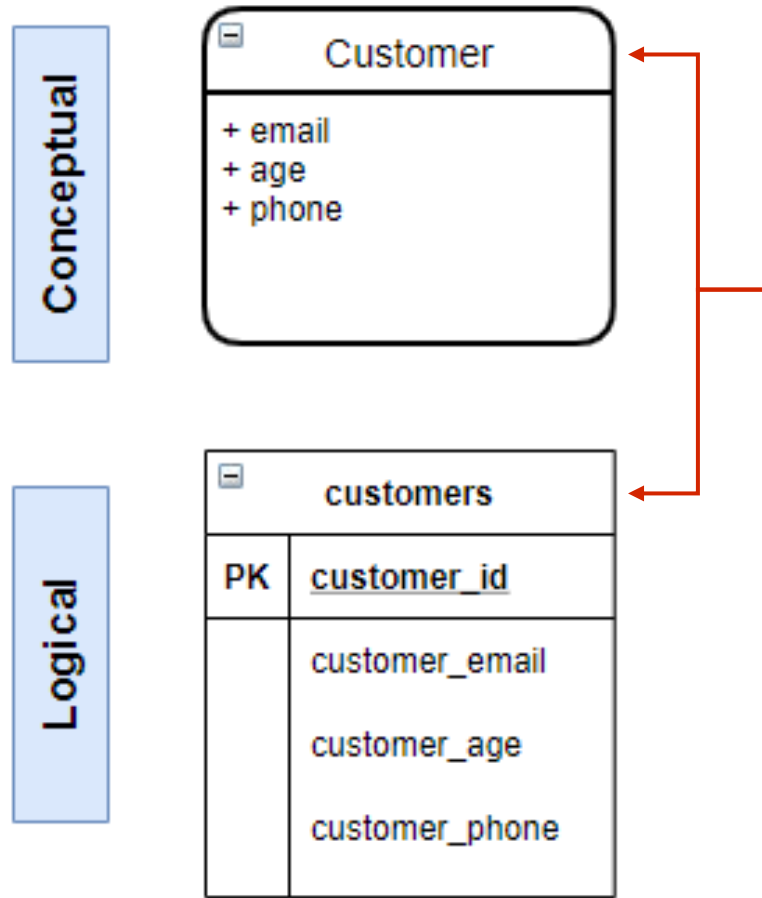 Conceptual
Customer
+ email
+ age
+ phone
Logical
customers
PK customer_id
customer_email
customer_age
customer_phone